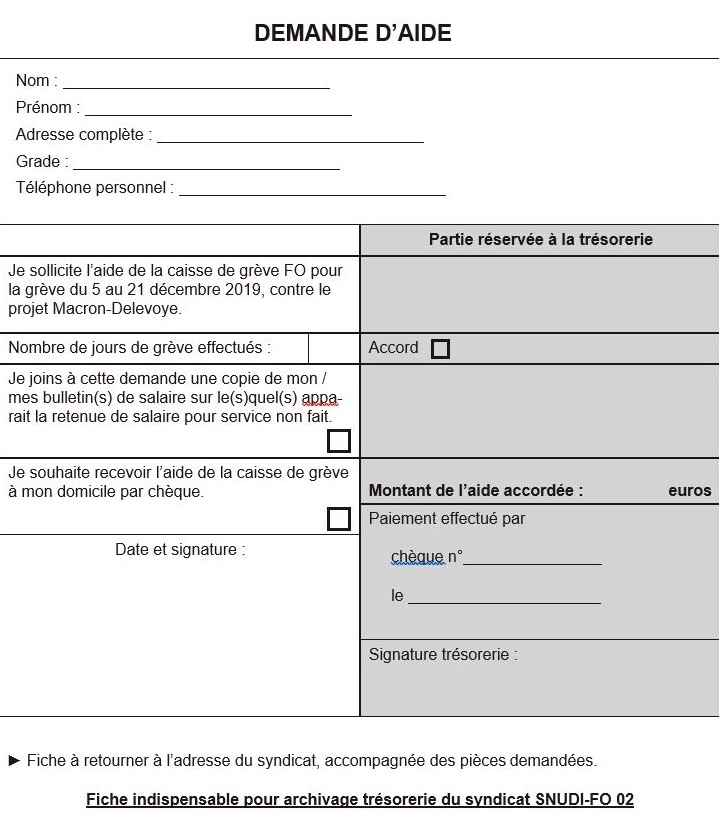 DEMANDE D’AIDE
Nom :
Prénom :
Adresse complète :
Grade :
Téléphone personnel :
Partie réservée à la trésorerie
Je sollicite l’aide de la caisse de grève FO pour
la grève du 5 au 21 décembre 2019, contre le
projet Macron-Delevoye.
Nombre de jours de grève effectués :
Accord
Je joins à cette demande une copie de mon /
mes bulletin(s) de salaire sur le(s)quel(s) appa-
rait la retenue de salaire pour service non fait.
Je souhaite recevoir l’aide de la caisse de grève
à mon domicile par chèque.
Montant de l’aide accordée : euros
Paiement effectué par
chèque n°
le
Date et signature :
Signature trésorerie :
► Fiche à retourner à l’adresse du syndicat, accompagnée des pièces demandées.
Fiche indispensable pour archivage trésorerie du syndicat SNUDI-FO 02